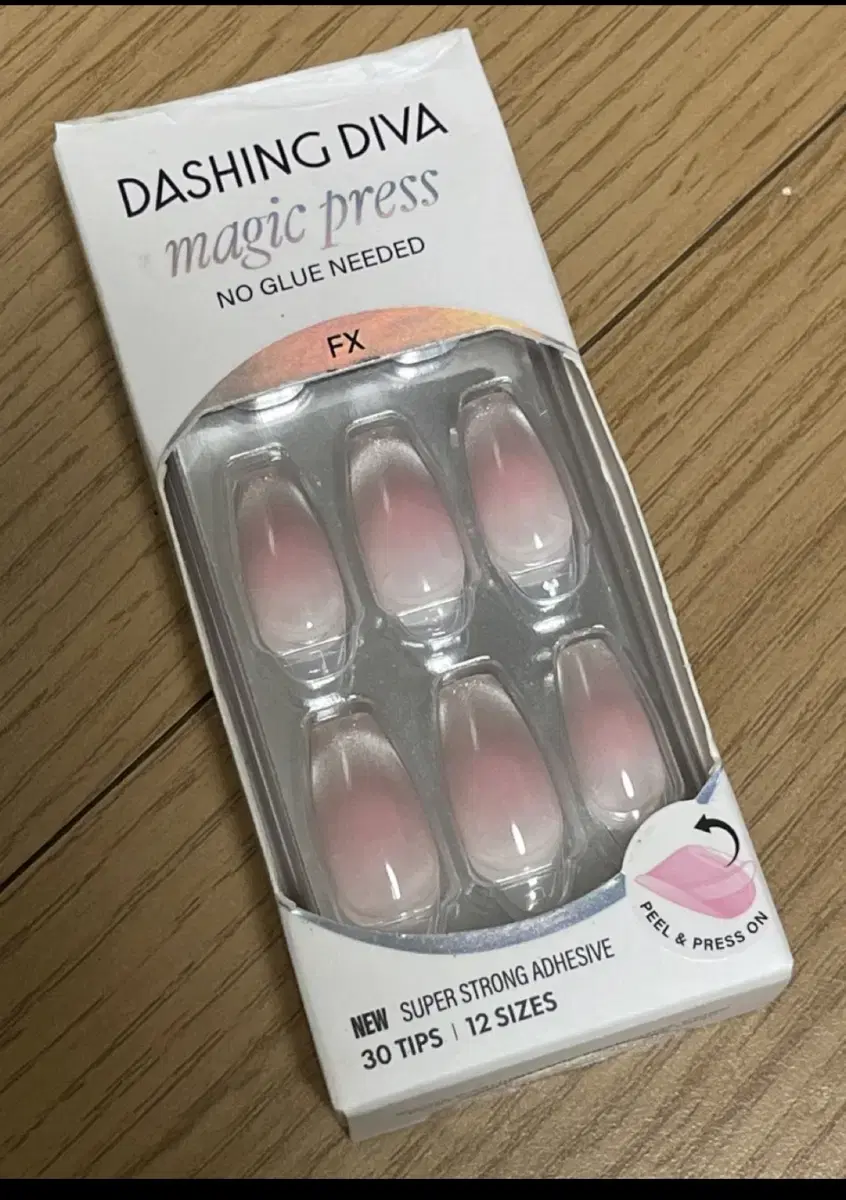 DASHING DIVA
magic press
NO GLUE NEEDED
FX
PEEL & PRESS ON
NEW SUPER STRONG ADHESIVE
30 TIPS | 12 SIZES